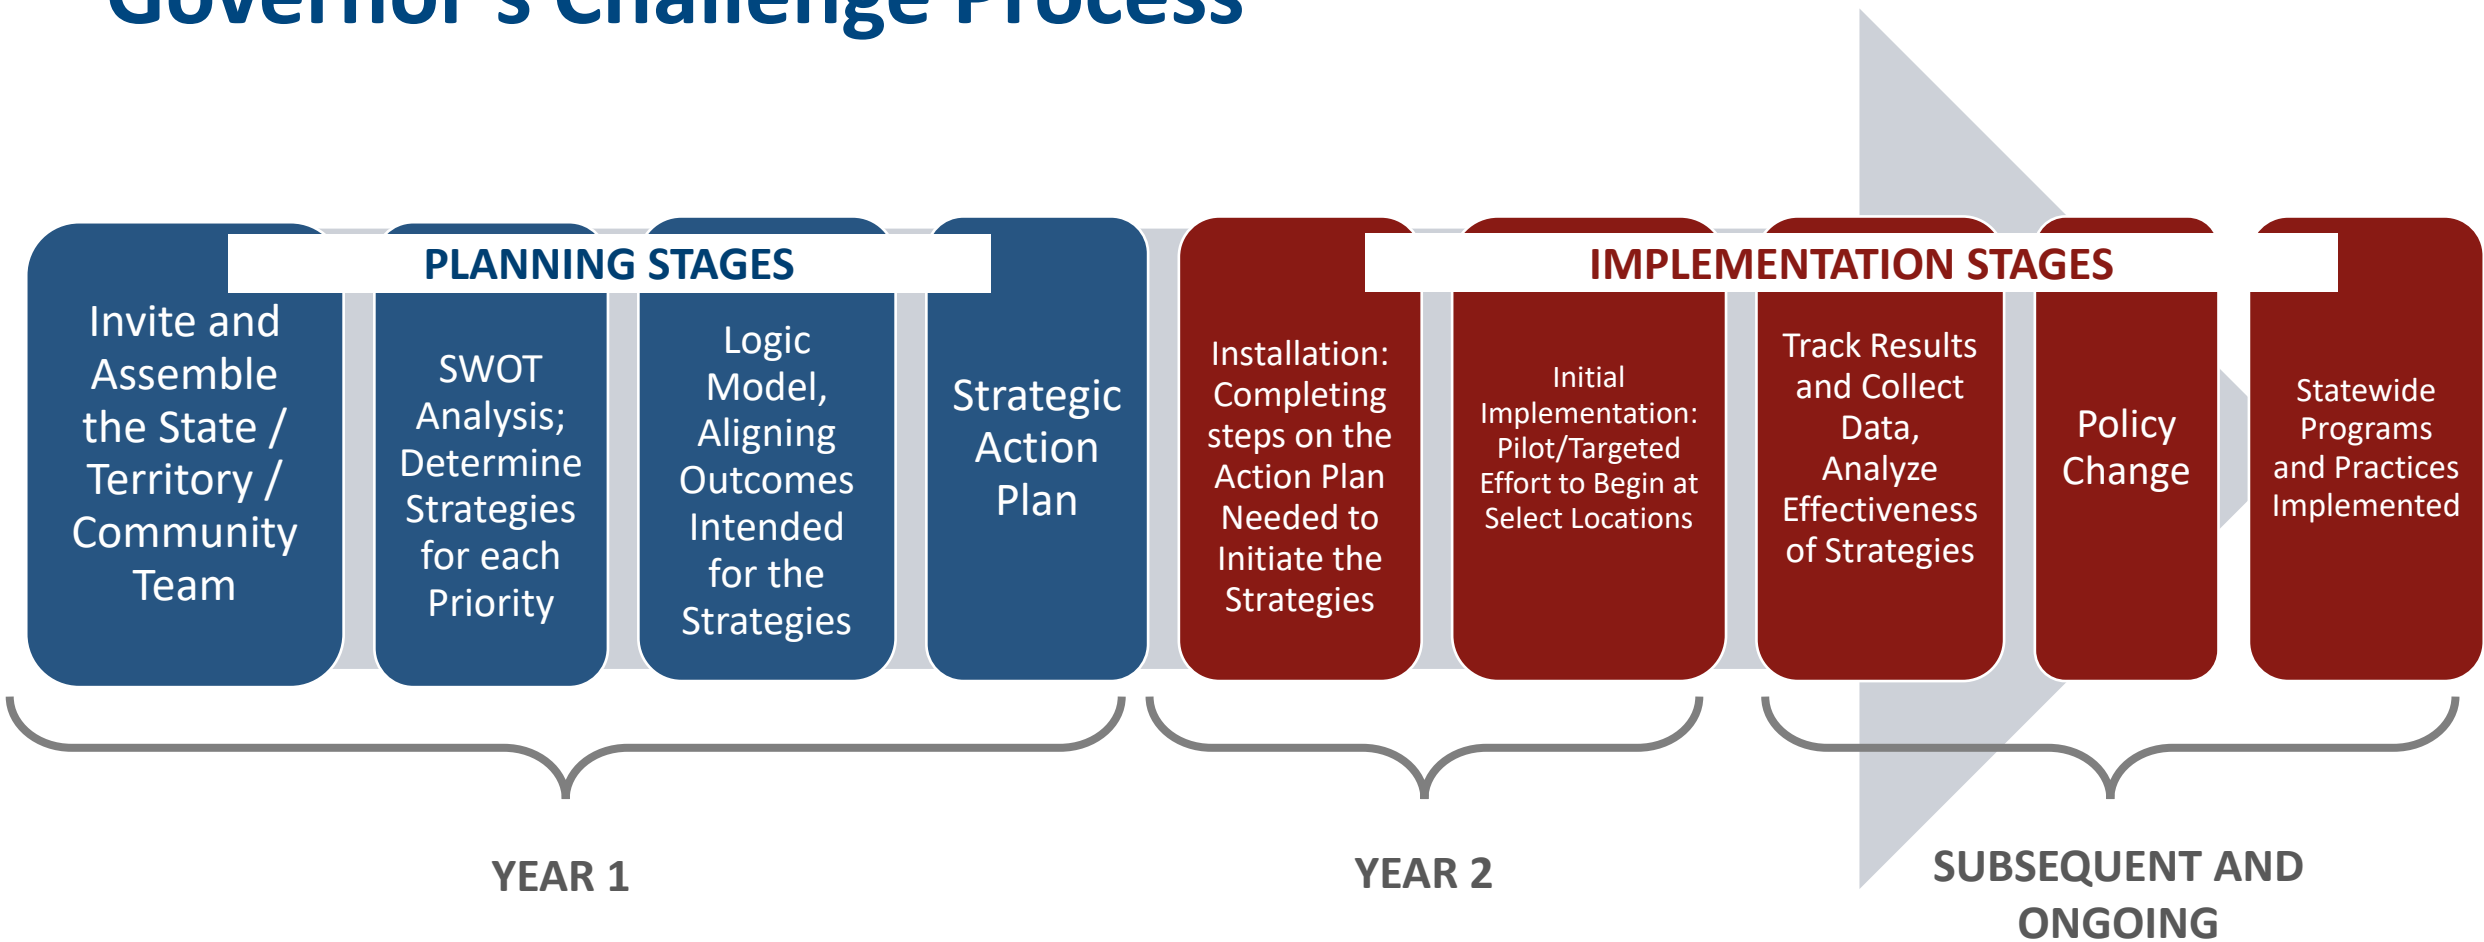 Governor's Challenge Process
PLANNING STAGES
IMPLEMENTATION STAGES
Invite and
Assemble
the State /
Territory /
Community
Team
SWOT
Analysis;
Determine
Strategies
for each
Priority
Logic
Model,
Aligning
Outcomes
Intended
for the
Strategies
Strategic
Action
Plan
Installation:
Completing
steps on the
Action Plan
Needed to
Initiate the
Strategies
Initial
Implementation:
Pilot/Targeted
Effort to Begin at
Select Locations
Track Results
and Collect
Data,
Analyze
Effectiveness
of Strategies
Policy
Change
Statewide
Programs
and Practices
Implemented
YEAR 1
YEAR 2
SUBSEQUENT AND
ONGOING